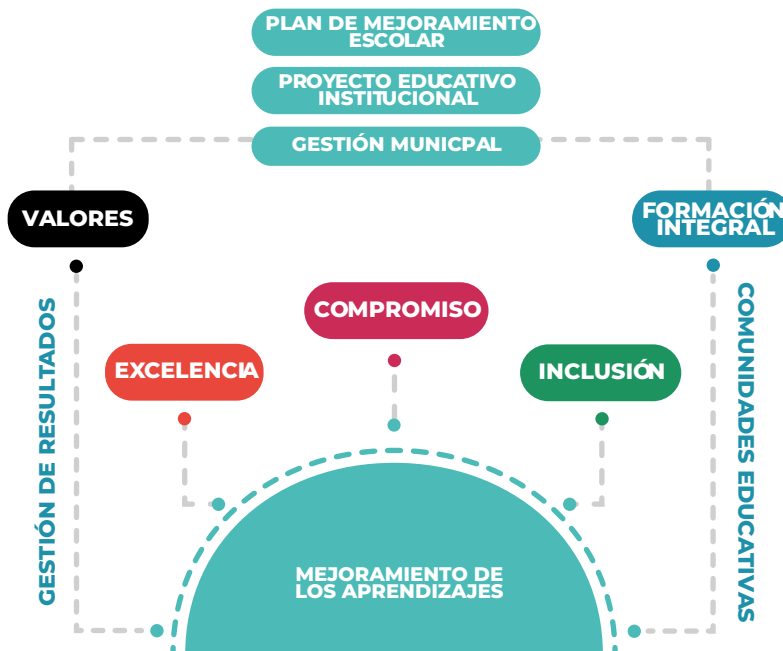 PLAN DE MEJORAMIENTO
ESCOLAR
PROYECTO EDUCATIVO
INSTITUCIONAL
GESTIÓN MUNICPAL
VALORES
FORMACIÓN
INTEGRAL
COMPROMISO
EXCELENCIA
INCLUSIÓN
GESTIÓN DE RESULTADOS
COMUNIDADES EDUCATIVAS
MEJORAMIENTO DE
LOS APRENDIZAJES